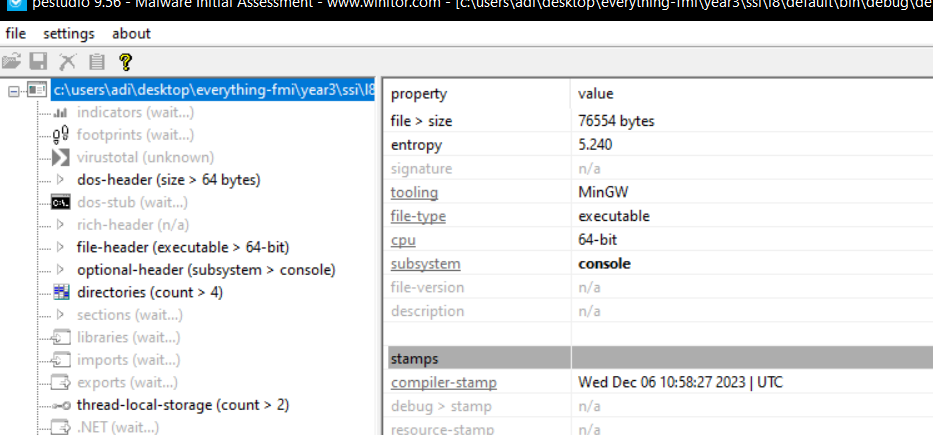 pestudio 9.56 - Malware Initial Assessment - www.winitor.com - [c:\users\adi\desktop\everything-fmi\year3\ssi\l8\default\bin\debug\de
file settings about
c:\users\adi\desktop\everything-fmi\year3\ssi\l8
indicators (wait...)
footprints (wait...)
virustotal (unknown)
dos-header (size > 64 bytes)
dos-stub (wait...)
rich-header (n/a)
file-header (executable > 64-bit)
optional-header (subsystem > console)
directories (count > 4)
sections (wait...)
libraries (wait...)
imports (wait...)
exports (wait...)
thread-local-storage (count > 2)
.NET (wait...)
property value
file > size 76554 bytes
entropy 5.240
signature n/a
tooling MinGW
file-type executable
cpu 64-bit
subsystem console
file-version n/a
description n/a
stamps
compiler-stamp Wed Dec 06 10:58:27 2023 | UTC
debug > stamp n/a
resource-stamp n/a